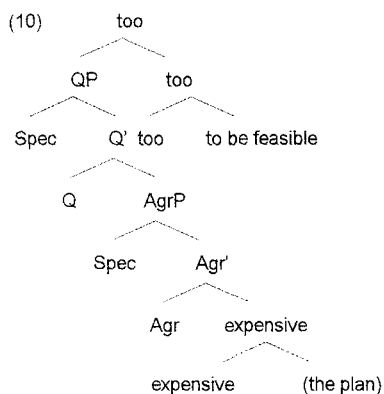 (10) too
QP too
Spec Q' too to be feasible
Q AgrP
Spec Agr'
Agr expensive
expensive (the plan)